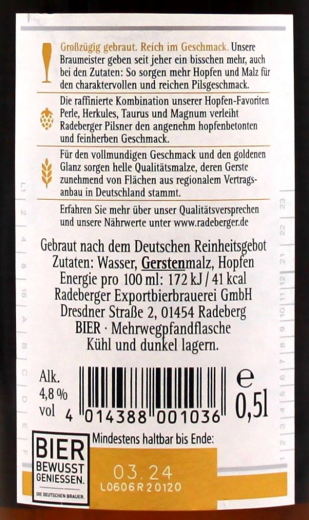 Großzügig gebraut. Reich im Geschmack. Unsere
Braumeister geben seit jeher ein bisschen mehr, auch
bei den Zutaten: So sorgen mehr Hopfen und Malz für
den charaktervollen und reichen Pilsgeschmack.
Die raffinierte Kombination unserer Hopfen-Favoriten
Perle, Herkules, Taurus und Magnum verleiht
Radeberger Pilsner den angenehm hopfenbetonten
und feinherben Geschmack.
Für den vollmundigen Geschmack und den goldenen
Glanz sorgen helle Qualitätsmalze, deren Gerste
zunehmend von Flächen aus regionalem Vertrags-
anbau in Deutschland stammt.
Erfahren Sie mehr über unser Qualitätsversprechen
und unsere Nährwerte unter www.radeberger.de
Gebraut nach dem Deutschen Reinheitsgebot
Zutaten: Wasser, Gerstenmalz, Hopfen
Energie pro 100 ml: 172 kJ / 41 kcal
Radeberger Exportbierbrauerei GmbH
Dresdner Straße 2, 01454 Radeberg
BIER · Mehrwegpfandflasche
Kühl und dunkel lagern.
Alk.
4,8 %
vol
4 014388 001036
e
0,5l
Mindestens haltbar bis Ende:
03.24
L0606R20120
BIER
BEWUSST
GENIESSEN.
DIE DEUTSCHEN BRAUER.